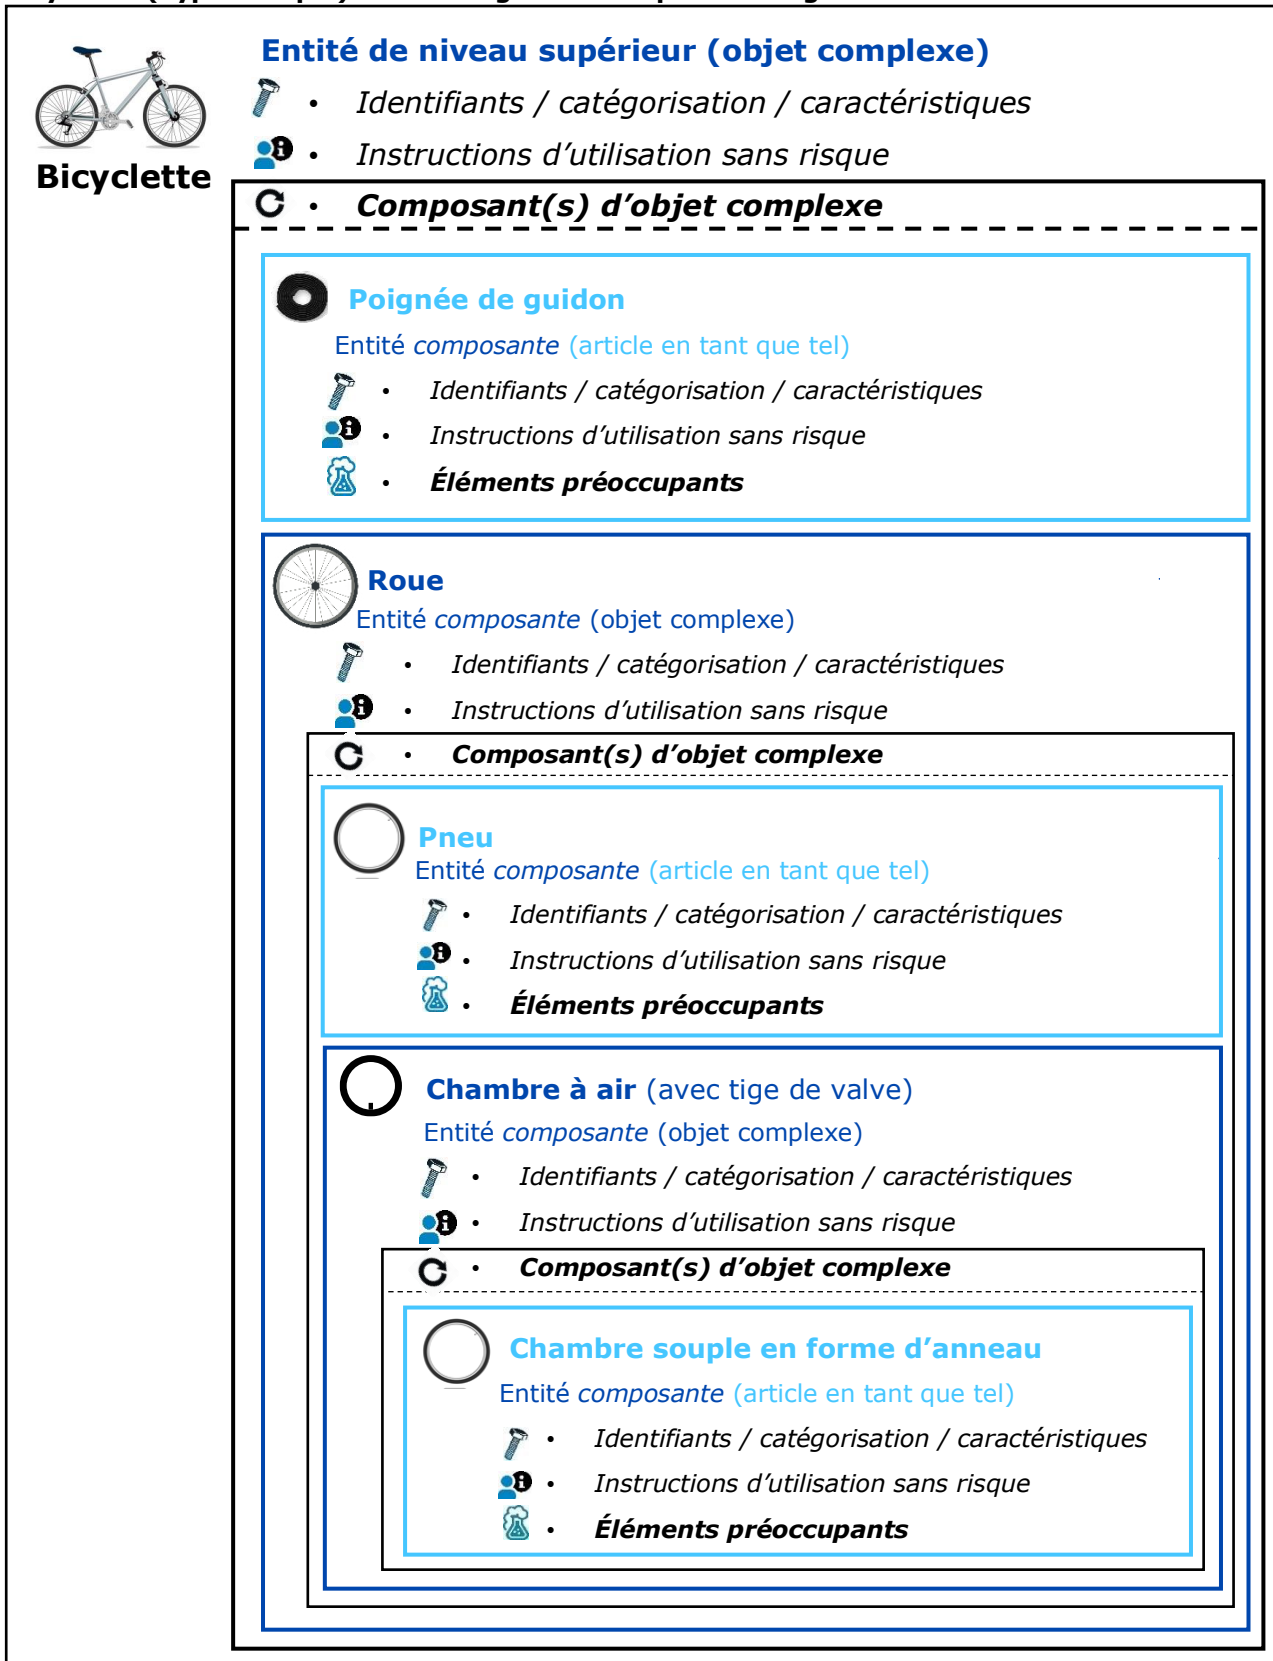 Entité de niveau supérieur (objet complexe)
• Identifiants / catégorisation / caractéristiques
• Instructions d’utilisation sans risque
Bicyclette
• Composant(s) d’objet complexe
Poignée de guidon
Entité composante (article en tant que tel)
• Identifiants / catégorisation / caractéristiques
• Instructions d’utilisation sans risque
• Éléments préoccupants
Roue
Entité composante (objet complexe)
• Identifiants / catégorisation / caractéristiques
• Instructions d’utilisation sans risque
• Composant(s) d’objet complexe
Pneu
Entité composante (article en tant que tel)
• Identifiants / catégorisation / caractéristiques
• Instructions d’utilisation sans risque
• Éléments préoccupants
Chambre à air (avec tige de valve)
Entité composante (objet complexe)
• Identifiants / catégorisation / caractéristiques
• Instructions d’utilisation sans risque
• Composant(s) d’objet complexe
Chambre souple en forme d’anneau
Entité composante (article en tant que tel)
• Identifiants / catégorisation / caractéristiques
• Instructions d’utilisation sans risque
• Éléments préoccupants